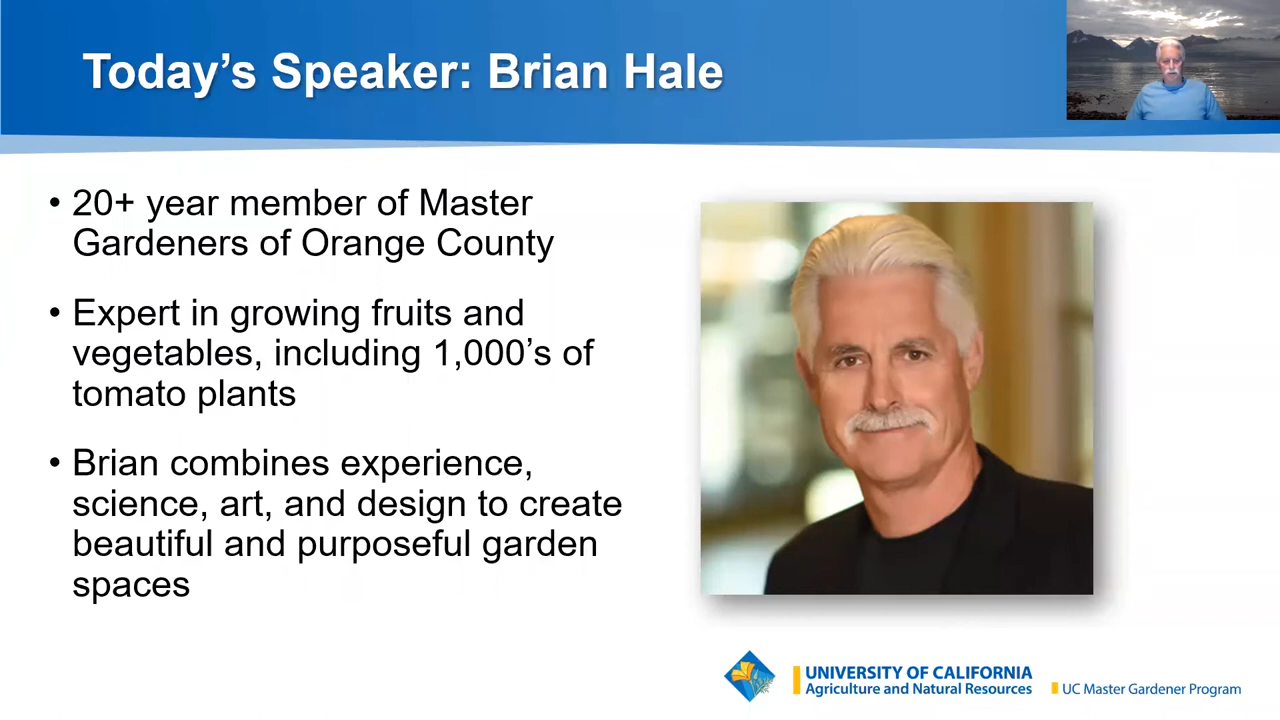 Today’s Speaker: Brian Hale
• 20+ year member of Master
Gardeners of Orange County
• Expert in growing fruits and
vegetables, including 1,000’s of
tomato plants
• Brian combines experience,
science, art, and design to create
beautiful and purposeful garden
spaces
UNIVERSITY OF CALIFORNIA
Agriculture and Natural Resources
UC Master Gardener Program